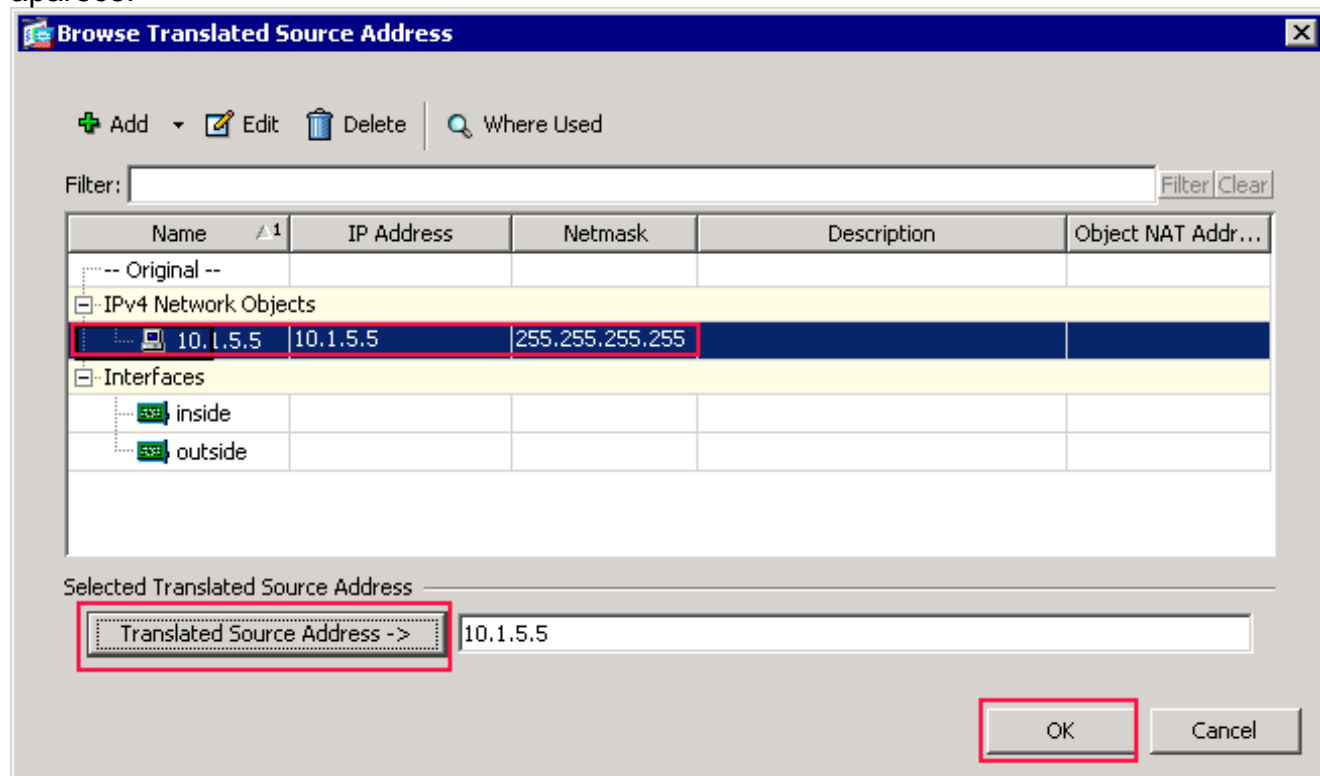 aparece.
Browse Translated Source Address
Add Edit Delete Where Used
Filter: Filter Clear
Name 1 IP Address Netmask Description Object NAT Addr...
-- Original --
IPv4 Network Objects
10.1.5.5 10.1.5.5 255.255.255.255
Interfaces
inside
outside
Selected Translated Source Address
Translated Source Address -> 10.1.5.5
OK Cancel